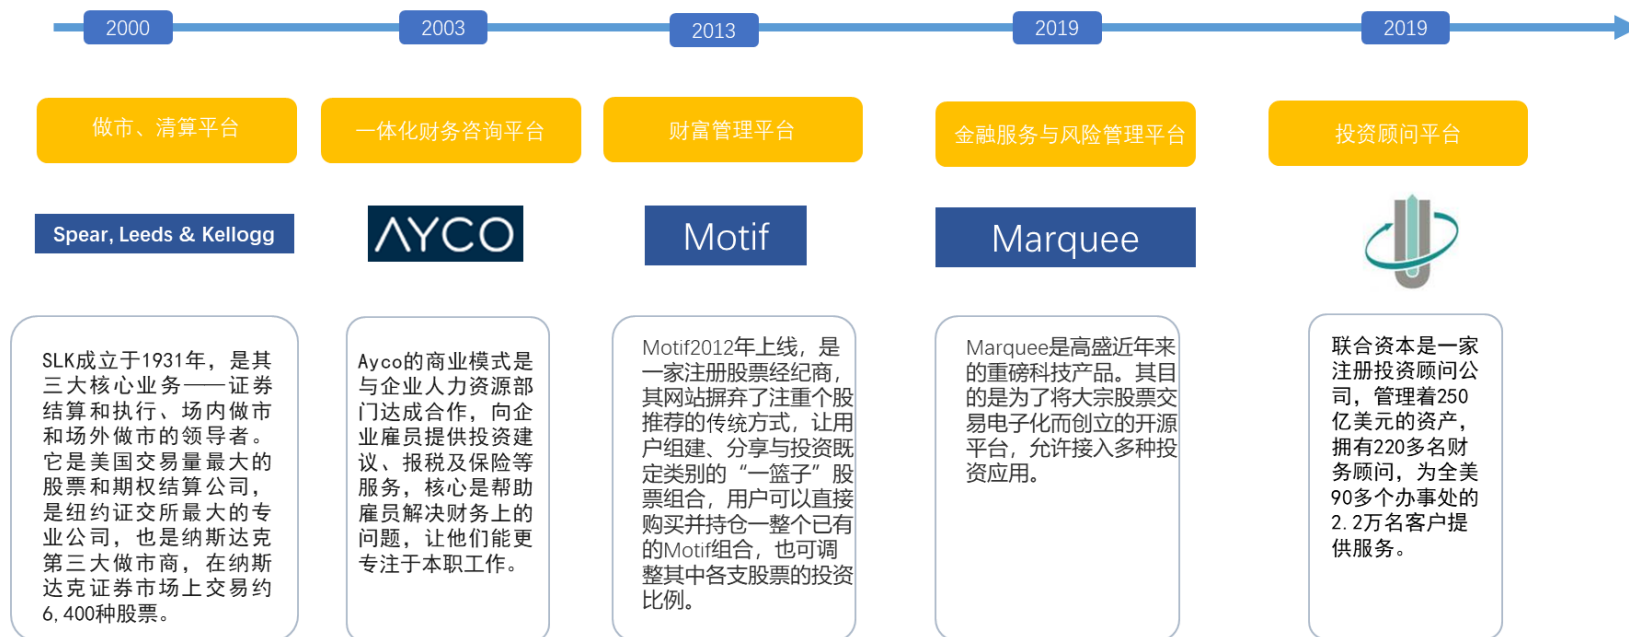 2000
2003
2013
2019
2019
做市、清算平台
一体化财务咨询平台
财富管理平台
金融服务与风险管理平台
投资顾问平台
Spear, Leeds & Kellogg
AYCO
Motif
Marquee
SLK成立于1931年，是其
三大核心业务——证券
结算和执行、场内做市
和场外做市的领导者。
它是美国交易量最大的
股票和期权结算公司，
是纽约证交所最大的专
业公司，也是纳斯达克
第三大做市商，在纳斯
达克证券市场上交易约
6,400种股票。
Ayco的商业模式是
与企业人力资源部
门达成合作，向企
业雇员提供投资建
议、报税及保险等
服务，核心是帮助
雇员解决财务上的
问题，让他们能更
专注于本职工作。
Motif2012年上线，是
一家注册股票经纪商，
其网站摒弃了注重个股
推荐的传统方式，让用
户组建、分享与投资既
定类别的“一篮子”股
票组合，用户可以直接
购买并持仓一整个已有
的Motif组合，也可调
整其中各支股票的投资
比例。
Marquee是高盛近年来
的重磅科技产品。其目
的是为了将大宗股票交
易电子化而创立的开源
平台，允许接入多种投
资应用。
联合资本是一家
注册投资顾问公
司，管理着250
亿美元的资产，
拥有220多名财
务顾问，为全美
90多个办事处的
2.2万名客户提
供服务。